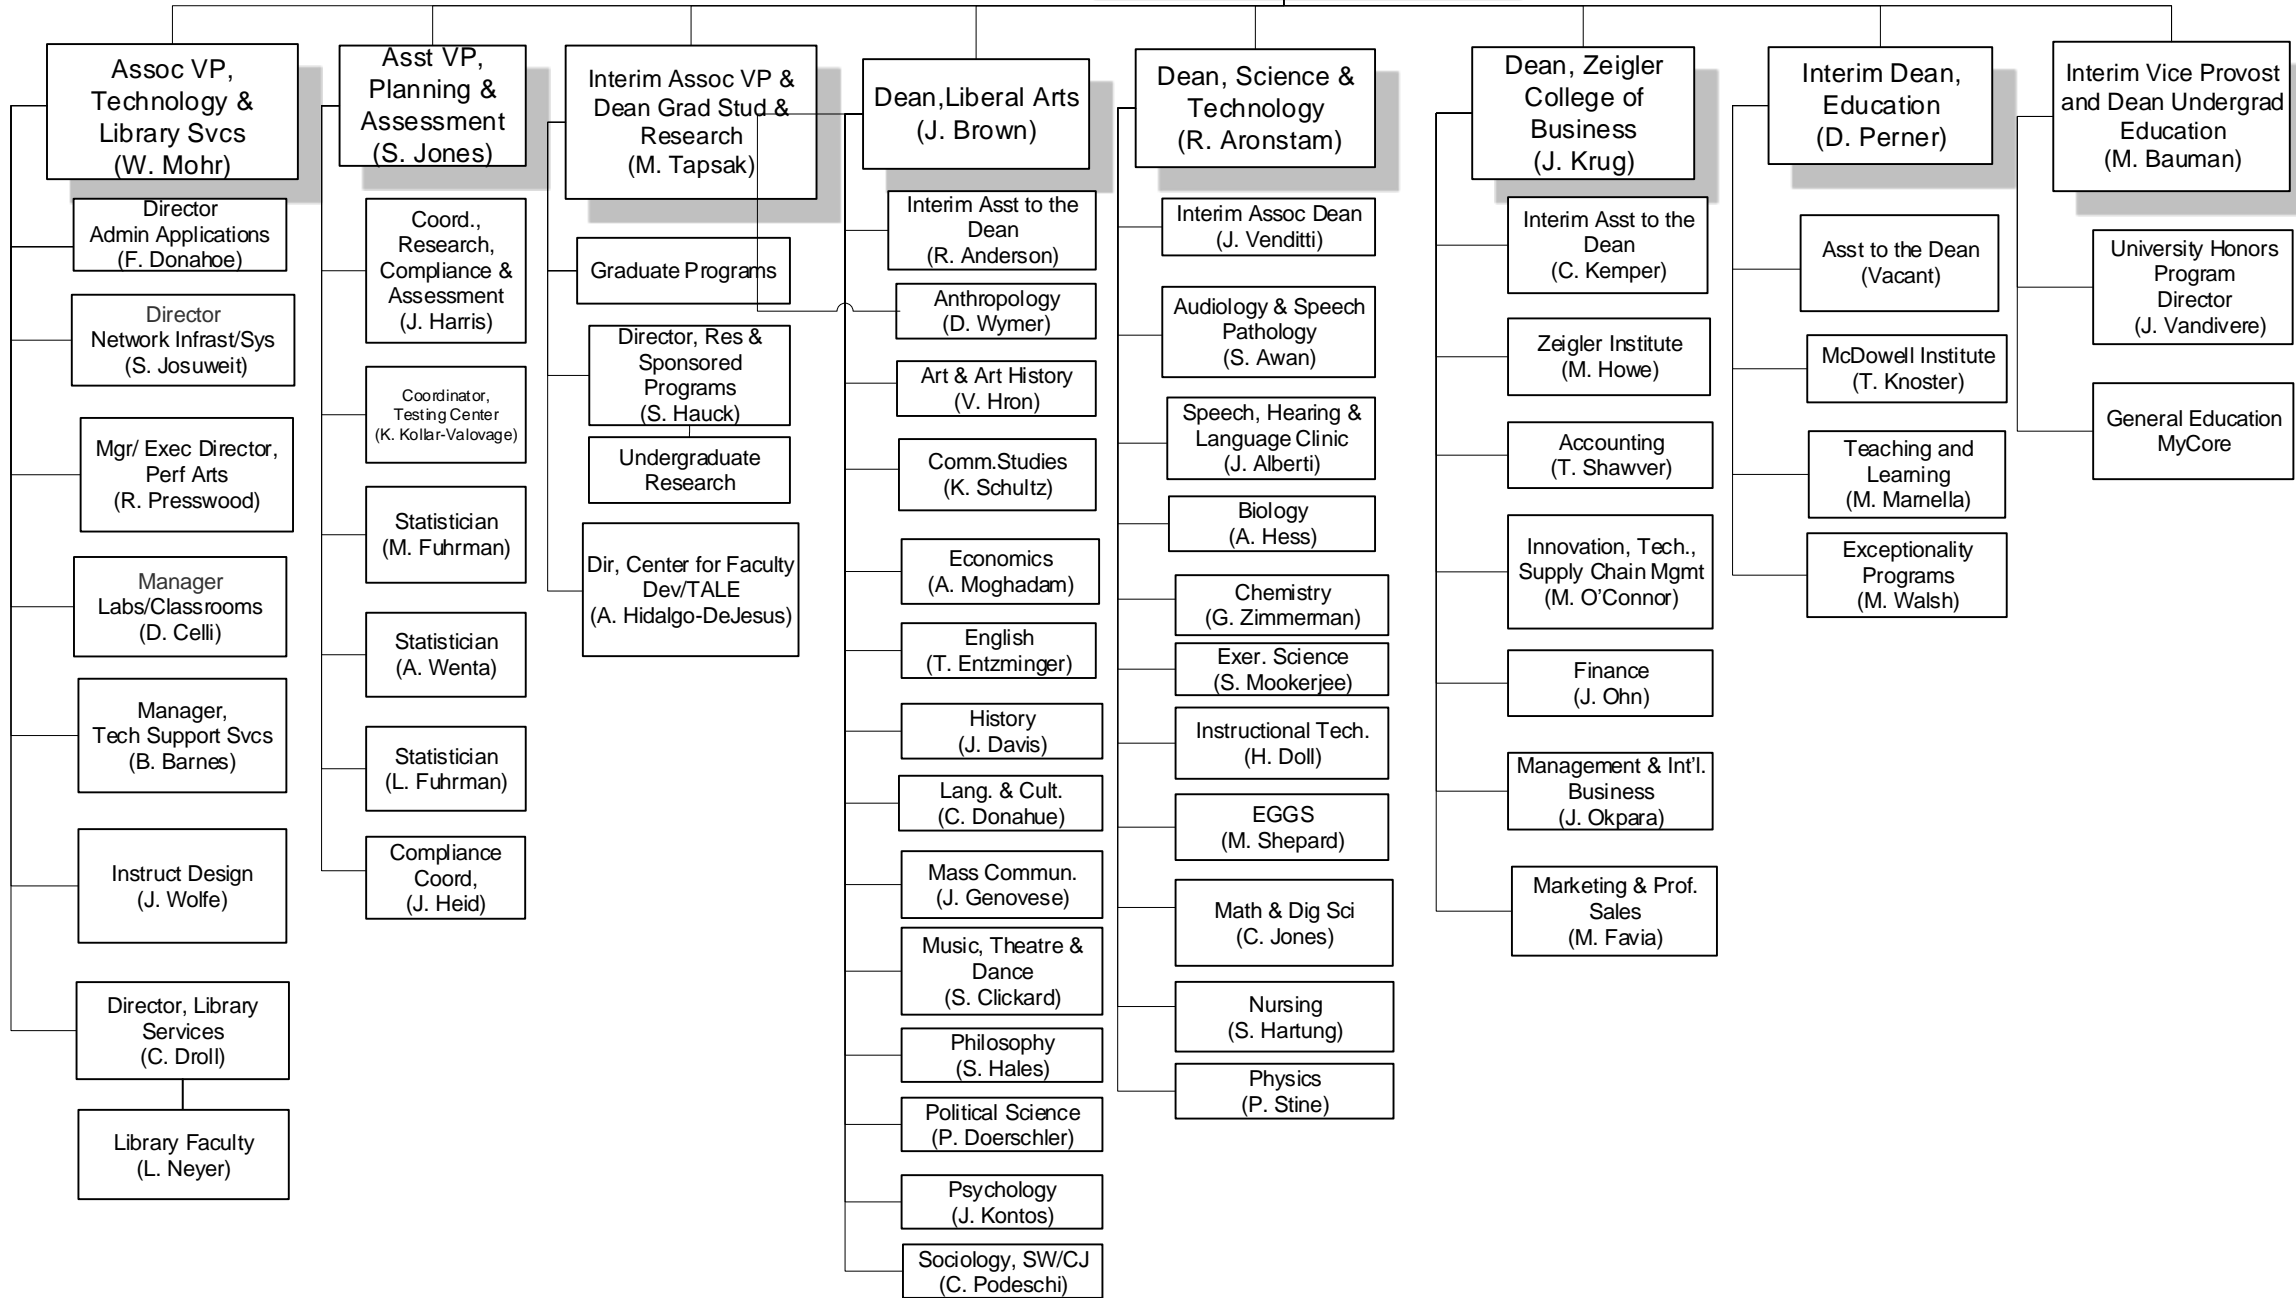 Assoc VP,
Technology &
Library Svcs
(W. Mohr)
Director
Admin Applications
(F. Donahoe)
Director
Network Infrast/Sys
(S. Josuweit)
Mgr/ Exec Director,
Perf Arts
(R. Presswood)
Manager
Labs/Classrooms
(D. Celli)
Manager,
Tech Support Svcs
(B. Barnes)
Instruct Design
(J. Wolfe)
Director, Library
Services
(C. Droll)
Library Faculty
(L. Neyer)
Asst VP,
Planning &
Assessment
(S. Jones)
Coord.,
Research,
Compliance &
Assessment
(J. Harris)
Coordinator,
Testing Center
(K. Kollar-Valovage)
Statistician
(M. Fuhrman)
Statistician
(A. Wenta)
Statistician
(L. Fuhrman)
Compliance
Coord,
(J. Heid)
Interim Assoc VP &
Dean Grad Stud &
Research
(M. Tapsak)
Graduate Programs
Director, Res &
Sponsored
Programs
(S. Hauck)
Undergraduate
Research
Dir, Center for Faculty
Dev/TALE
(A. Hidalgo-DeJesus)
Dean,Liberal Arts
(J. Brown)
Interim Asst to the
Dean
(R. Anderson)
Anthropology
(D. Wymer)
Art & Art History
(V. Hron)
Comm.Studies
(K. Schultz)
Economics
(A. Moghadam)
English
(T. Entzminger)
History
(J. Davis)
Lang. & Cult.
(C. Donahue)
Mass Commun.
(J. Genovese)
Music, Theatre &
Dance
(S. Clickard)
Philosophy
(S. Hales)
Political Science
(P. Doerschler)
Psychology
(J. Kontos)
Sociology, SW/CJ
(C. Podeschi)
Dean, Science &
Technology
(R. Aronstam)
Interim Assoc Dean
(J. Venditti)
Audiology & Speech
Pathology
(S. Awan)
Speech, Hearing &
Language Clinic
(J. Alberti)
Biology
(A. Hess)
Chemistry
(G. Zimmerman)
Exer. Science
(S. Mookerjee)
Instructional Tech.
(H. Doll)
EGGS
(M. Shepard)
Math & Dig Sci
(C. Jones)
Nursing
(S. Hartung)
Physics
(P. Stine)
Dean, Zeigler
College of
Business
(J. Krug)
Interim Asst to the
Dean
(C. Kemper)
Zeigler Institute
(M. Howe)
Accounting
(T. Shawver)
Innovation, Tech.,
Supply Chain Mgmt
(M. O’Connor)
Finance
(J. Ohn)
Management & Int’l.
Business
(J. Okpara)
Marketing & Prof.
Sales
(M. Favia)
Interim Dean,
Education
(D. Perner)
Asst to the Dean
(Vacant)
McDowell Institute
(T. Knoster)
Teaching and
Learning
(M. Marnella)
Exceptionality
Programs
(M. Walsh)
Interim Vice Provost
and Dean Undergrad
Education
(M. Bauman)
University Honors
Program
Director
(J. Vandivere)
General Education
MyCore